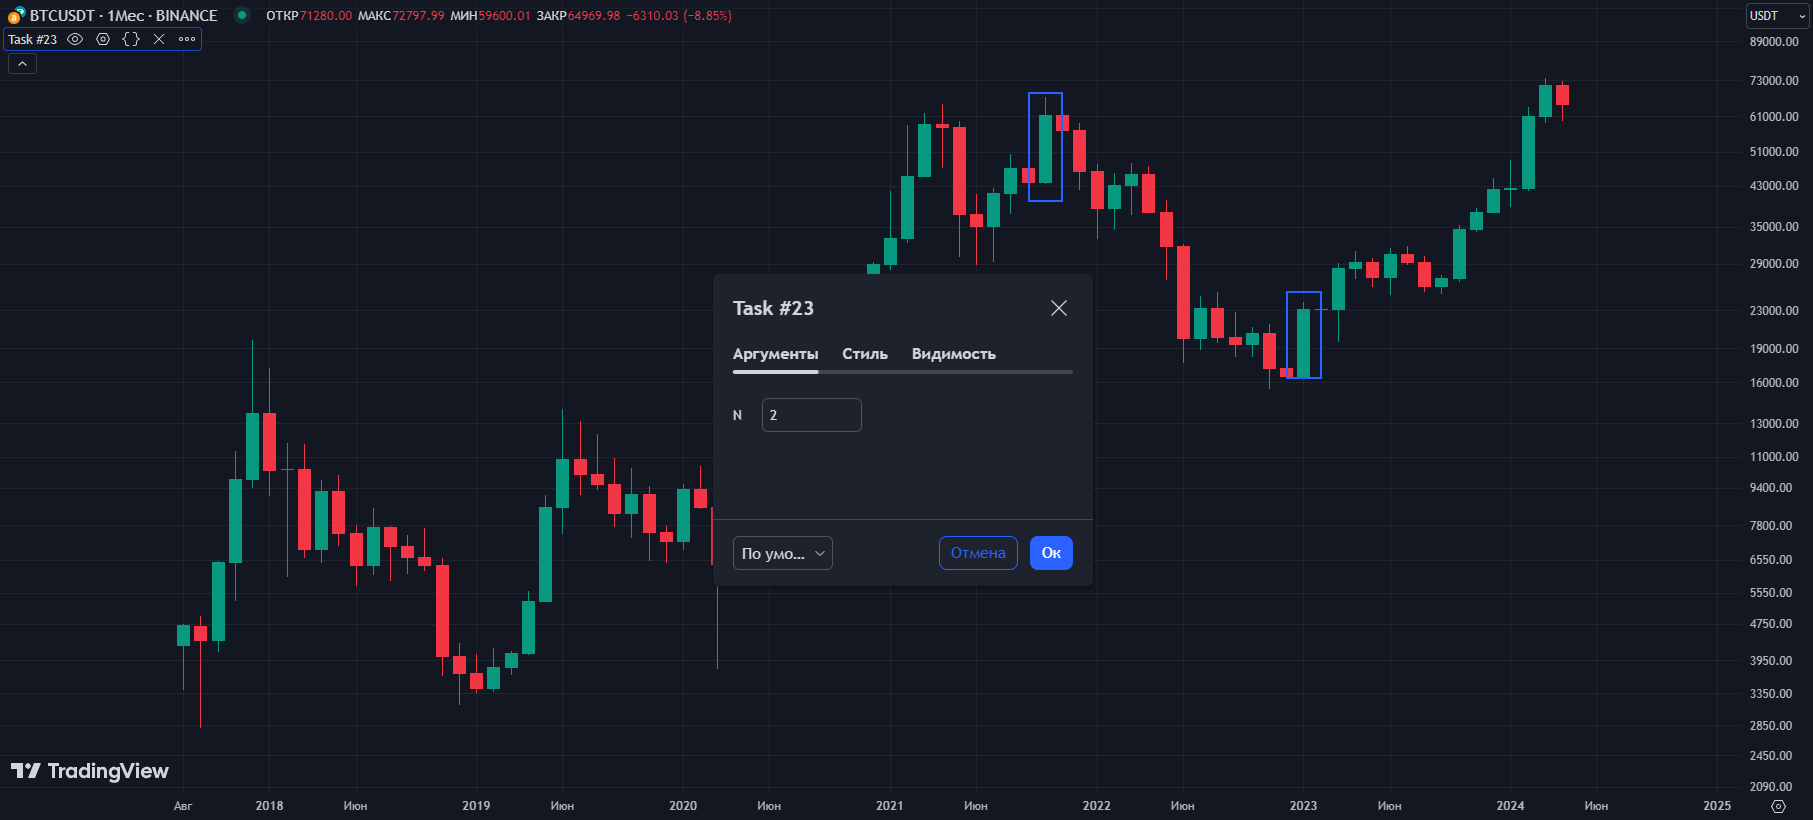 BTCUSDT · 1Мес · BINANCE ОТКР71280.00 МАКС72797.99 МИН59600.01 ЗАКР64969.98 −6310.03 (−8.85%)
USDT
Task #23
89000.00
73000.00
61000.00
51000.00
43000.00
35000.00
29000.00
23000.00
19000.00
16000.00
13000.00
11000.00
9400.00
7800.00
6550.00
5550.00
4750.00
3950.00
3350.00
2850.00
2450.00
2090.00
Task #23
Аргументы Стиль Видимость
N 2
По умо... Отмена Ок
TradingView
Авг 2018 Июн 2019 Июн 2020 Июн 2021 Июн 2022 Июн 2023 Июн 2024 Июн 2025